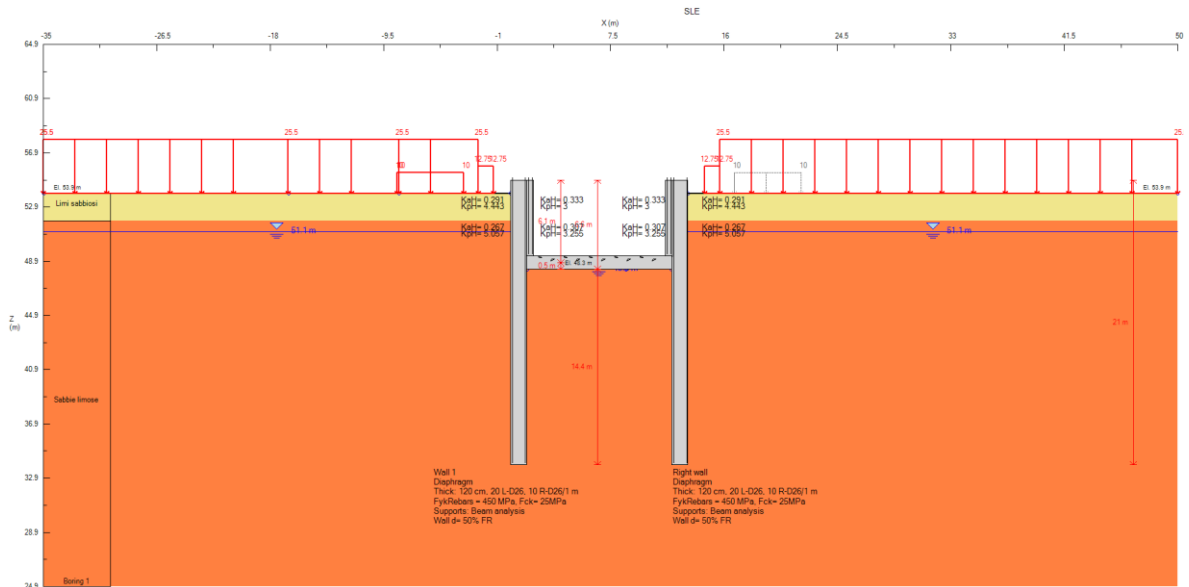 SLE
X (m)
-35 -26.5 -18 -9.5 -1 7.5 16 24.5 33 41.5 50
64.9
60.9
56.9
52.9
48.9
44.9
40.9
36.9
32.9
28.9
24.9
Z
(m)
25.5 25.5 25.5 25.5 25.5 25.
12.75 12.75 12.75 12.75
10 10 10
El. 53.9 m El. 53.9 m
Limi sabbiosi
KaH= 0.291 KaH= 0.333 KaH= 0.333 KaH= 0.291
KpH= 4.443 KpH= 3 KpH= 3 KpH= 4.443
KaH= 0.267 KaH= 0.307 KaH= 0.307 KaH= 0.267
KpH= 5.057 KpH= 3.255 KpH= 3.255 KpH= 5.057
51.1 m 51.1 m
0.5 m El. 48.3 m
21 m
14.4 m
Sabbie limose
Wall 1
Diaphragm
Thick: 120 cm, 20 L-D26, 10 R-D26/1 m
FykRebars = 450 MPa, Fck= 25MPa
Supports: Beam analysis
Wall d= 50% FR
Right wall
Diaphragm
Thick: 120 cm, 20 L-D26, 10 R-D26/1 m
FykRebars = 450 MPa, Fck= 25MPa
Supports: Beam analysis
Wall d= 50% FR
Boring 1